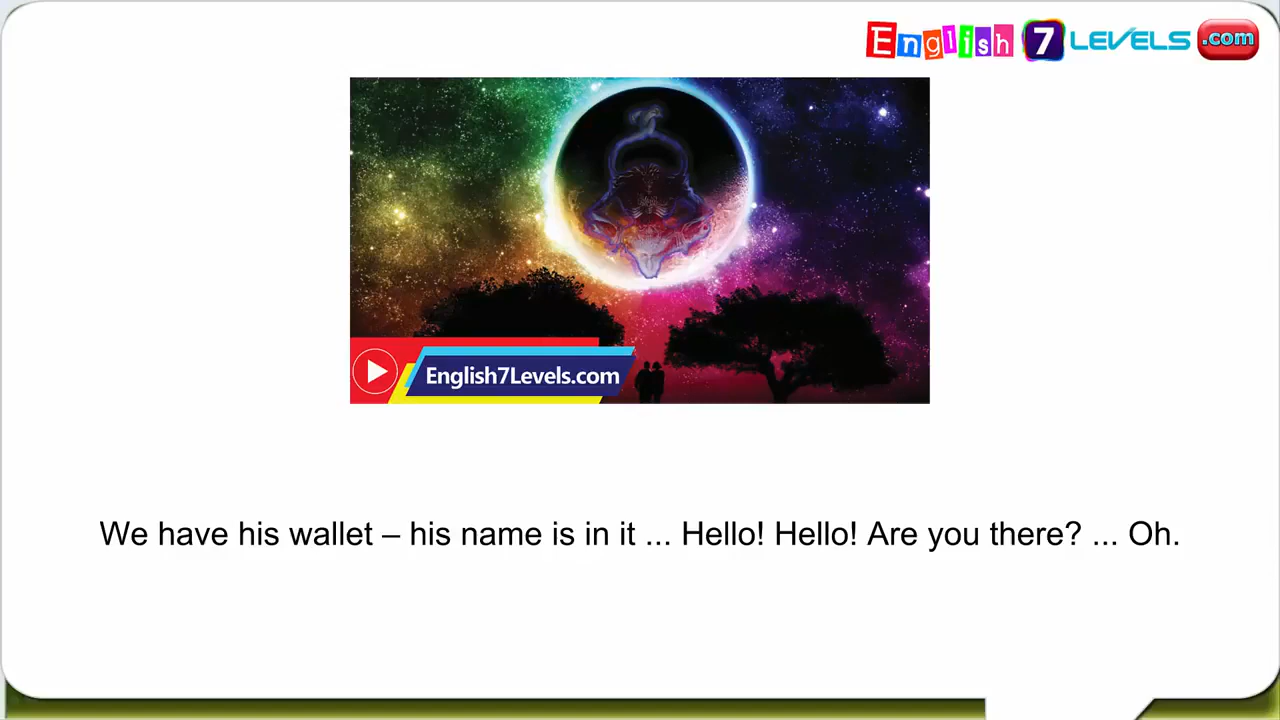 English 7 LEVELS .com
English7Levels.com
We have his wallet – his name is in it ... Hello! Hello! Are you there? ... Oh.